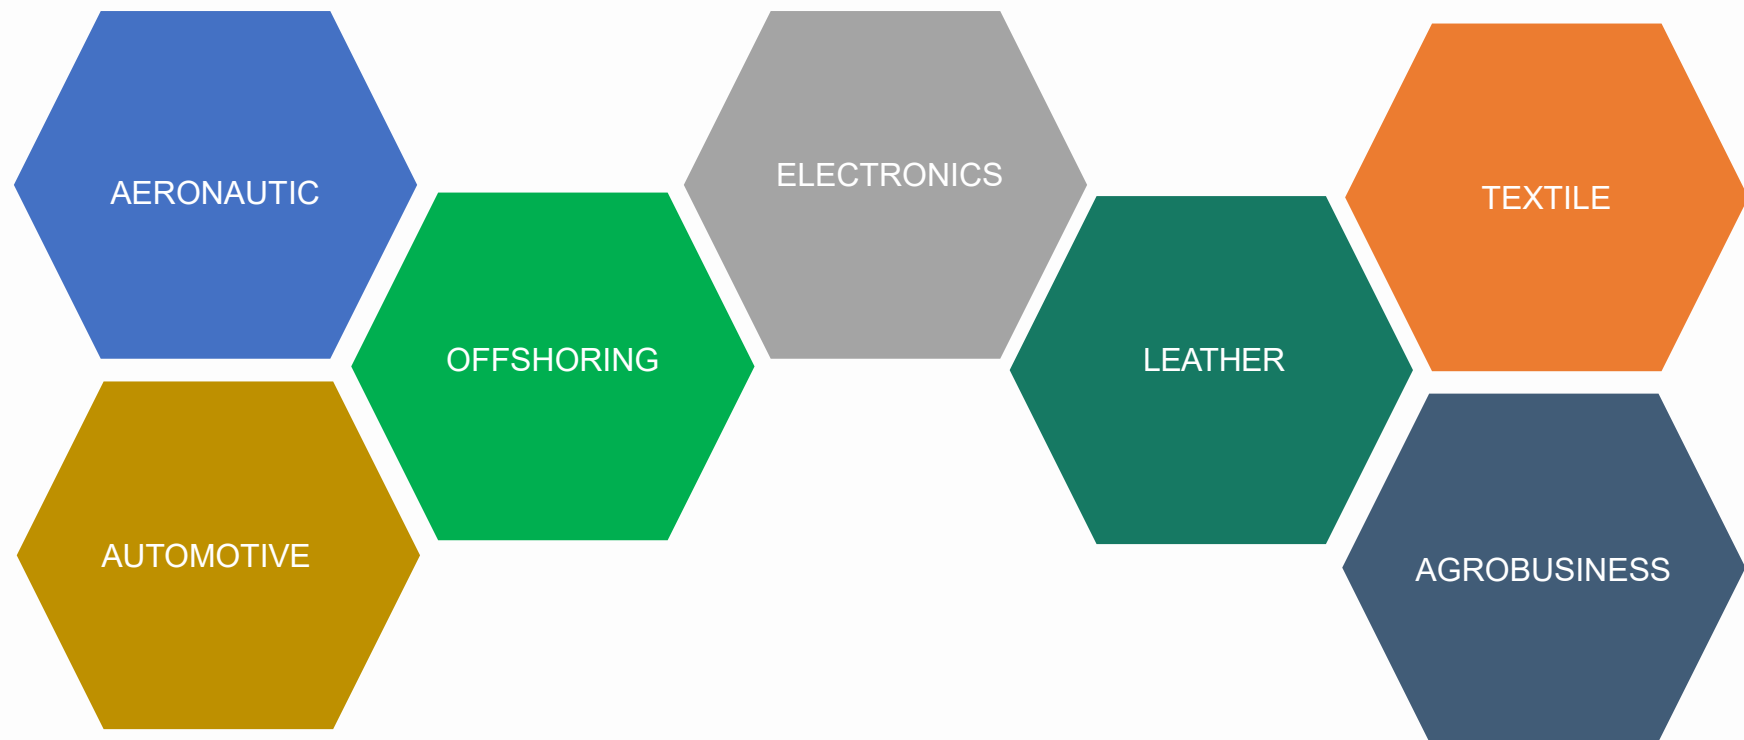 AERONAUTIC
OFFSHORING
AUTOMOTIVE
ELECTRONICS
LEATHER
TEXTILE
AGROBUSINESS